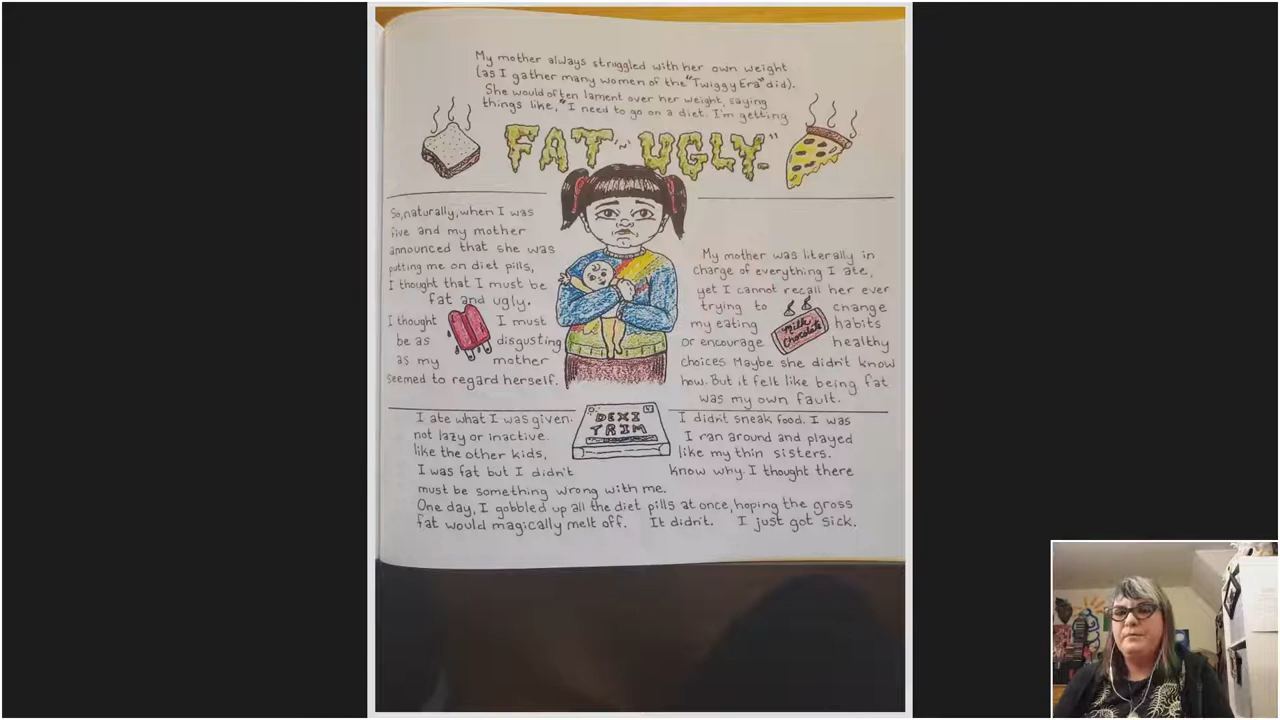 My mother always struggled with her own weight
(as I gather many women of the "Twiggy Era" did).
She would often lament over her weight, saying
things like, "I need to go on a diet. I'm getting
FAT 'N' UGLY."
So, naturally, when I was
five and my mother
announced that she was
putting me on diet pills,
I thought that I must be
fat and ugly.
I thought I must
be as disgusting
as my mother
seemed to regard herself.
My mother was literally in
charge of everything I ate,
yet I cannot recall her ever
trying to change
my eating habits
or encourage healthy
choices. Maybe she didn't know
how. But it felt like being fat
was my own fault.
Milk
Chocolate
DEXI
TRIM
I ate what I was given. I didn't sneak food. I was
not lazy or inactive. I ran around and played
like the other kids, like my thin sisters.
I was fat but I didn't know why. I thought there
must be something wrong with me.
One day, I gobbled up all the diet pills at once, hoping the gross
fat would magically melt off. It didn't. I just got sick.